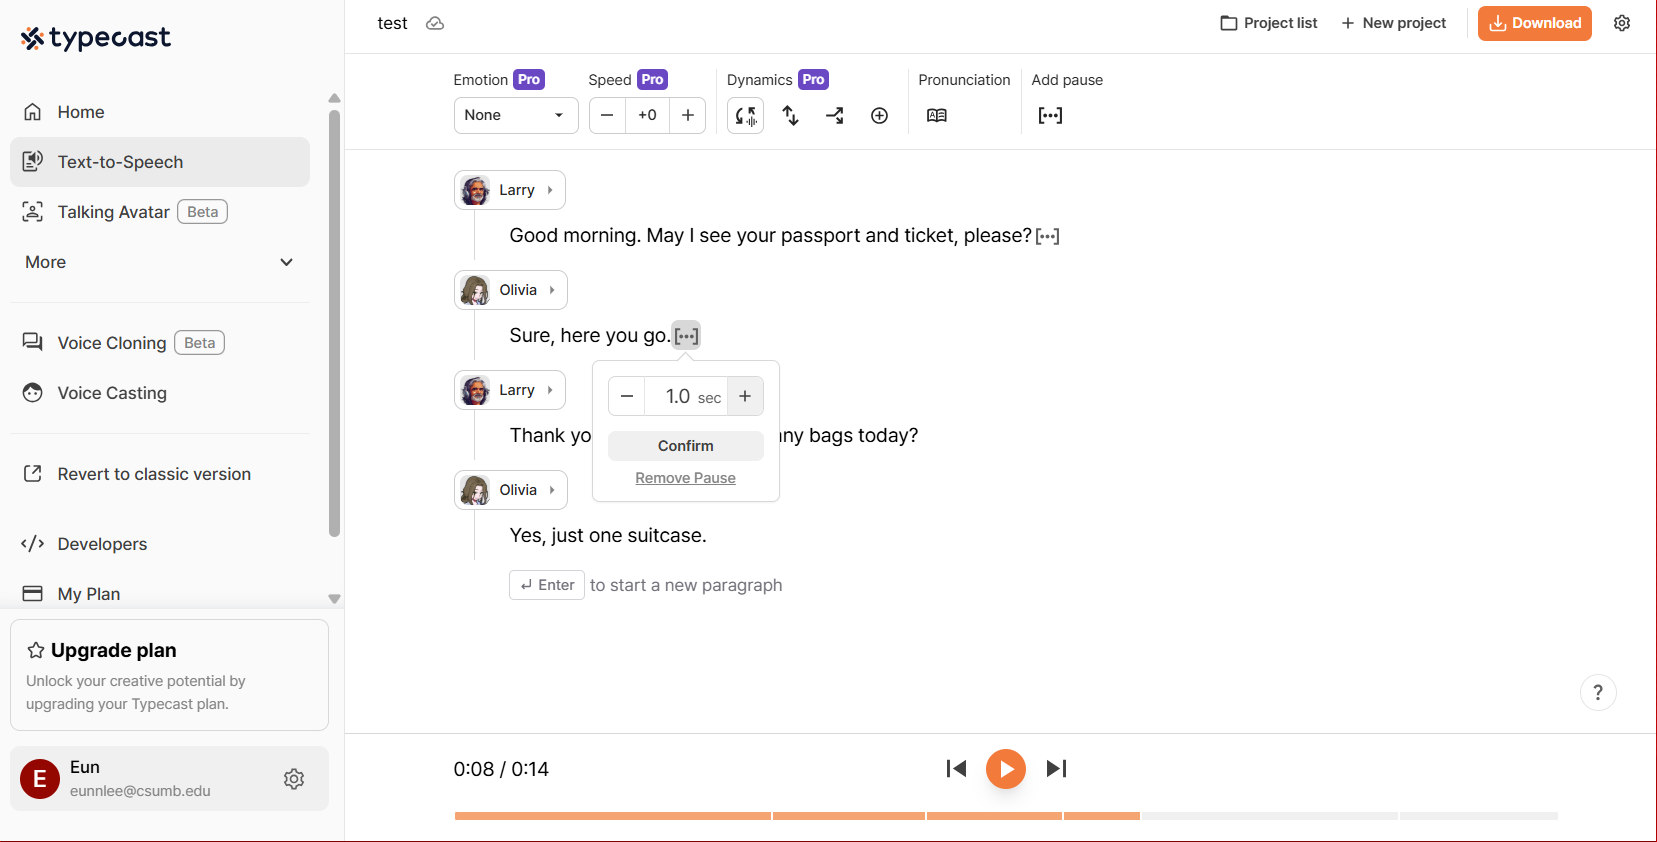 typecast
Home
Text-to-Speech
Talking Avatar Beta
More
Voice Cloning Beta
Voice Casting
Revert to classic version
Developers
My Plan
Upgrade plan
Unlock your creative potential by
upgrading your Typecast plan.
E
Eun
eunnlee@csumb.edu
test
Project list
New project
Download
Emotion Pro
Speed Pro
Dynamics Pro
Pronunciation
Add pause
None
− +0 +
Larry
Good morning. May I see your passport and ticket, please? [...]
Olivia
Sure, here you go. [...]
− 1.0 sec +
Confirm
Remove Pause
Larry
Thank yo
any bags today?
Olivia
Yes, just one suitcase.
↵ Enter to start a new paragraph
?
0:08 / 0:14